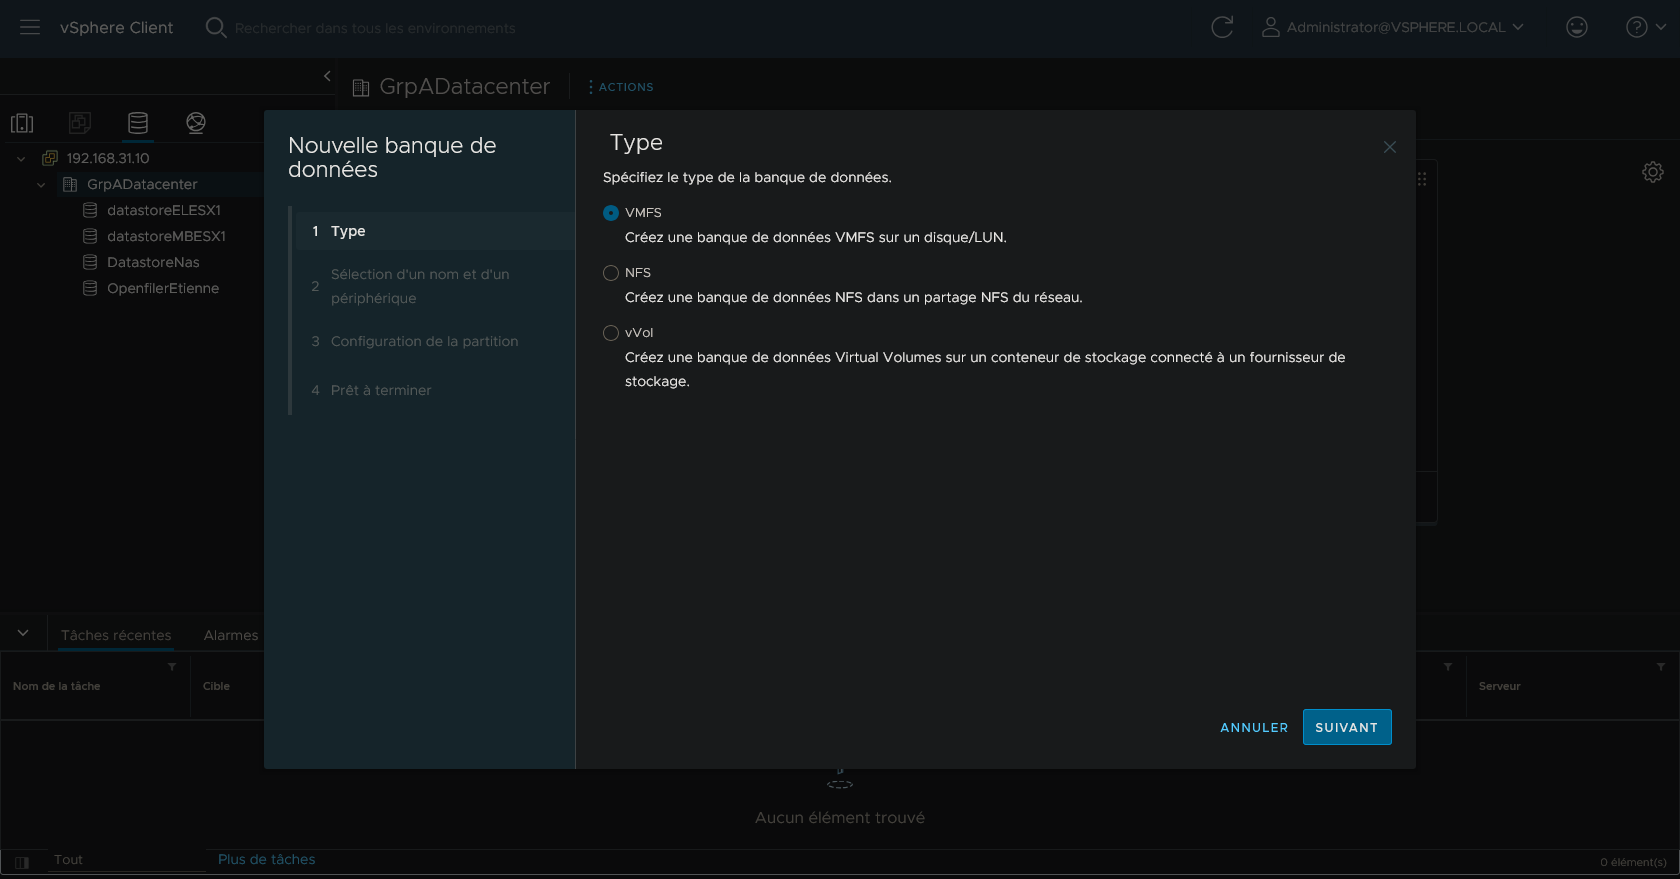 vSphere Client
Rechercher dans tous les environnements
Administrator@VSPHERE.LOCAL
GrpADatacenter
ACTIONS
192.168.31.10
GrpADatacenter
datastoreELESX1
datastoreMBESX1
DatastoreNas
OpenfilerEtienne
Nouvelle banque de
données
1 Type
2 Sélection d'un nom et d'un
périphérique
3 Configuration de la partition
4 Prêt à terminer
Type
Spécifiez le type de la banque de données.
VMFS
Créez une banque de données VMFS sur un disque/LUN.
NFS
Créez une banque de données NFS dans un partage NFS du réseau.
vVol
Créez une banque de données Virtual Volumes sur un conteneur de stockage connecté à un fournisseur de
stockage.
ANNULER
SUIVANT
Tâches récentes
Alarmes
Nom de la tâche
Cible
Serveur
Aucun élément trouvé
Tout
Plus de tâches
0 élément(s)